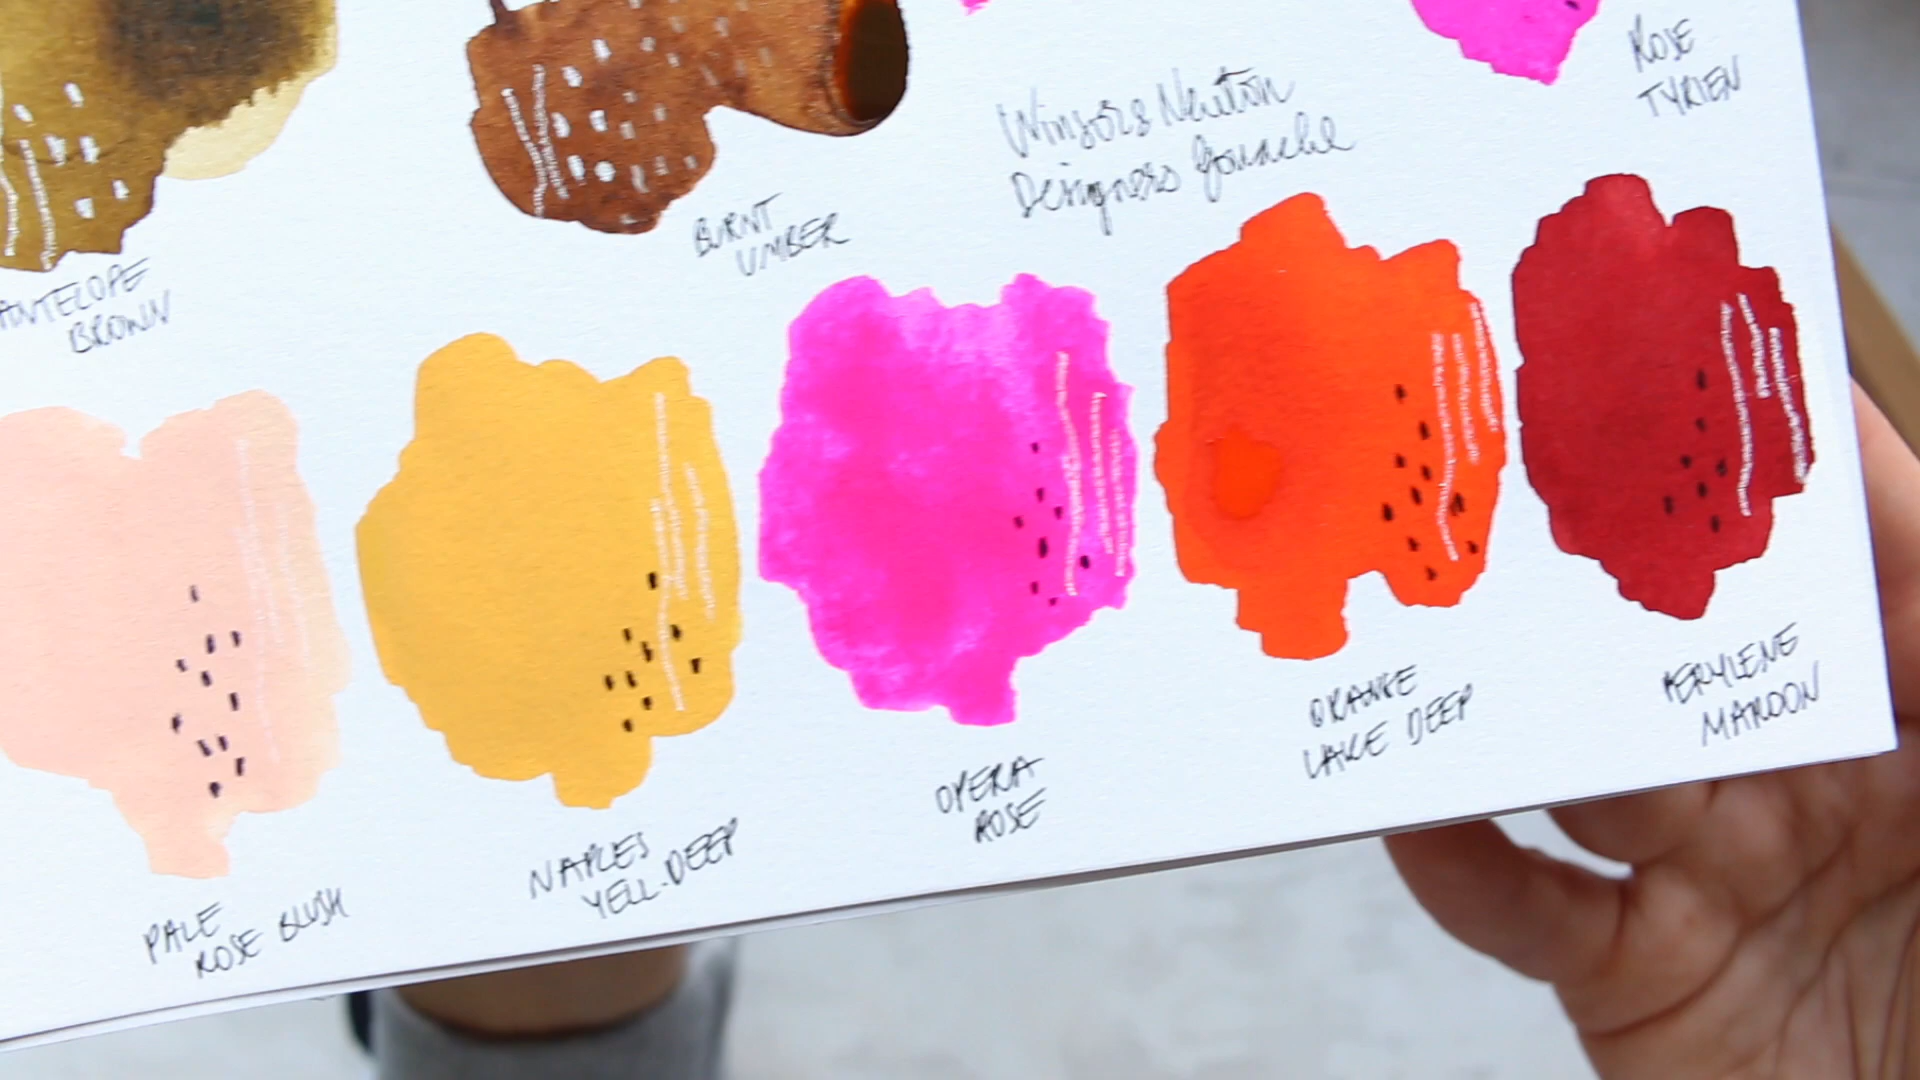 ROSE
TYRIEN
Winsor & Newton
Designers Gouache
BURNT
UMBER
ANTELOPE
BROWN
PERYLENE
MAROON
ORANGE
LAKE DEEP
OPERA
ROSE
NAPLES
YELL. DEEP
PALE
ROSE BLUSH